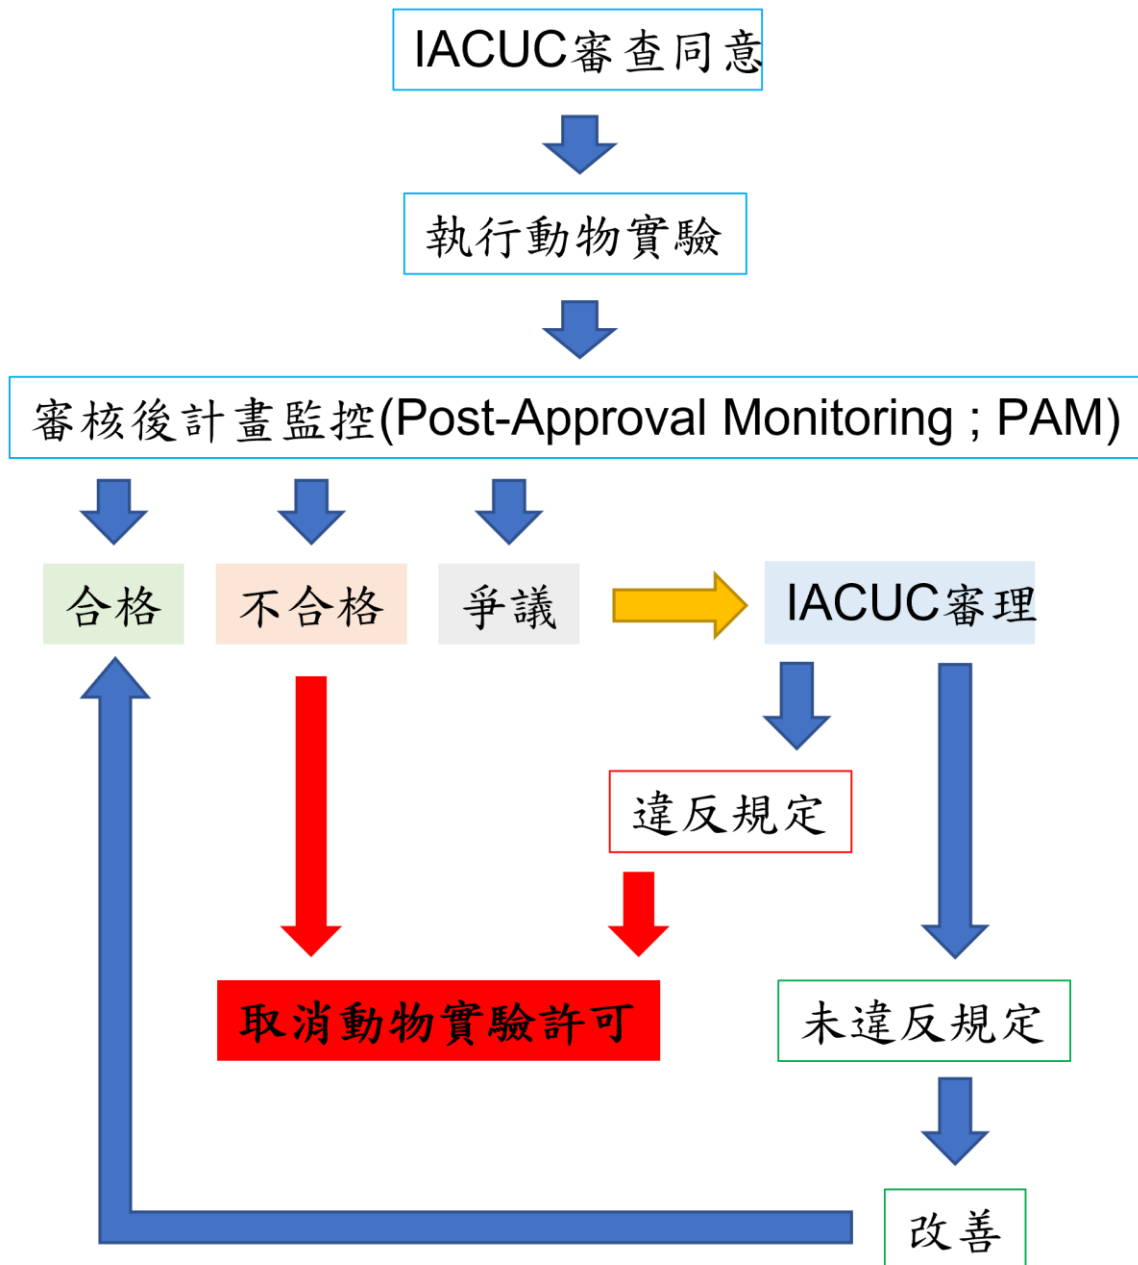 IACUC審查同意
執行動物實驗
審核後計畫監控(Post-Approval Monitoring ; PAM)
合格
不合格
爭議
IACUC審理
違反規定
取消動物實驗許可
未違反規定
改善